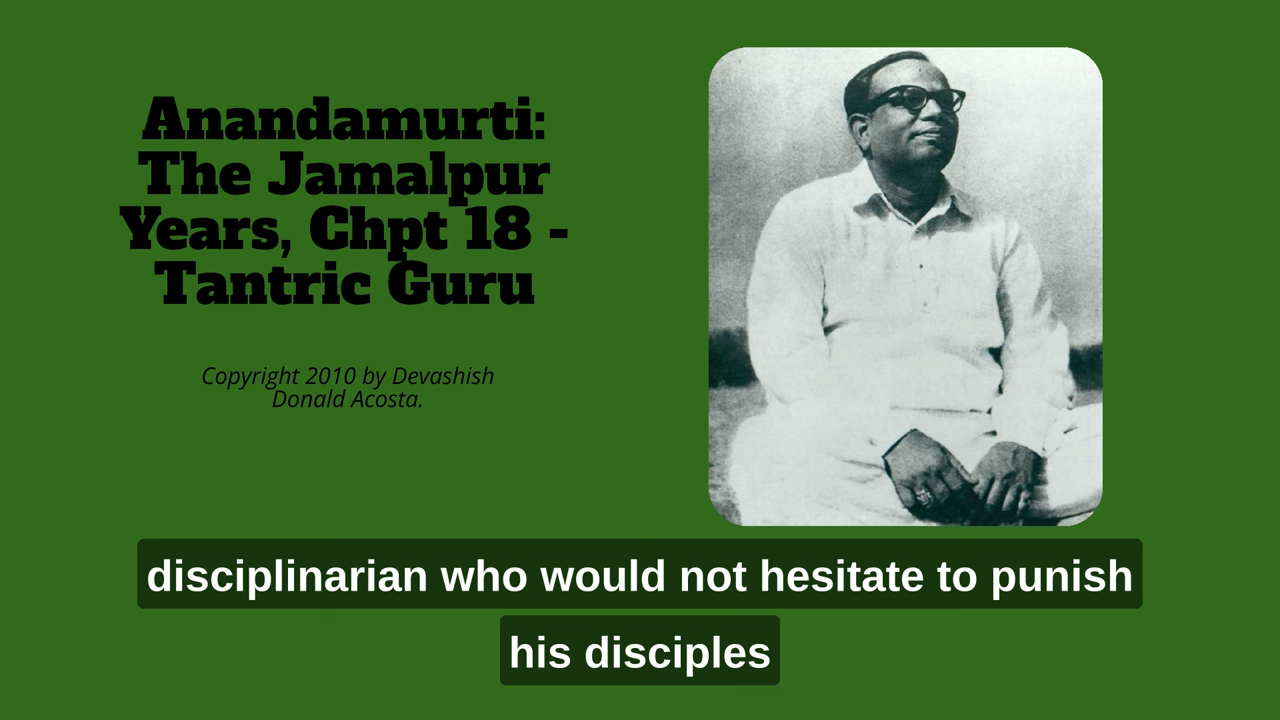 Anandamurti:
The Jamalpur
Years, Chpt 18 -
Tantric Guru
Copyright 2010 by Devashish
Donald Acosta.
disciplinarian who would not hesitate to punish
his disciples